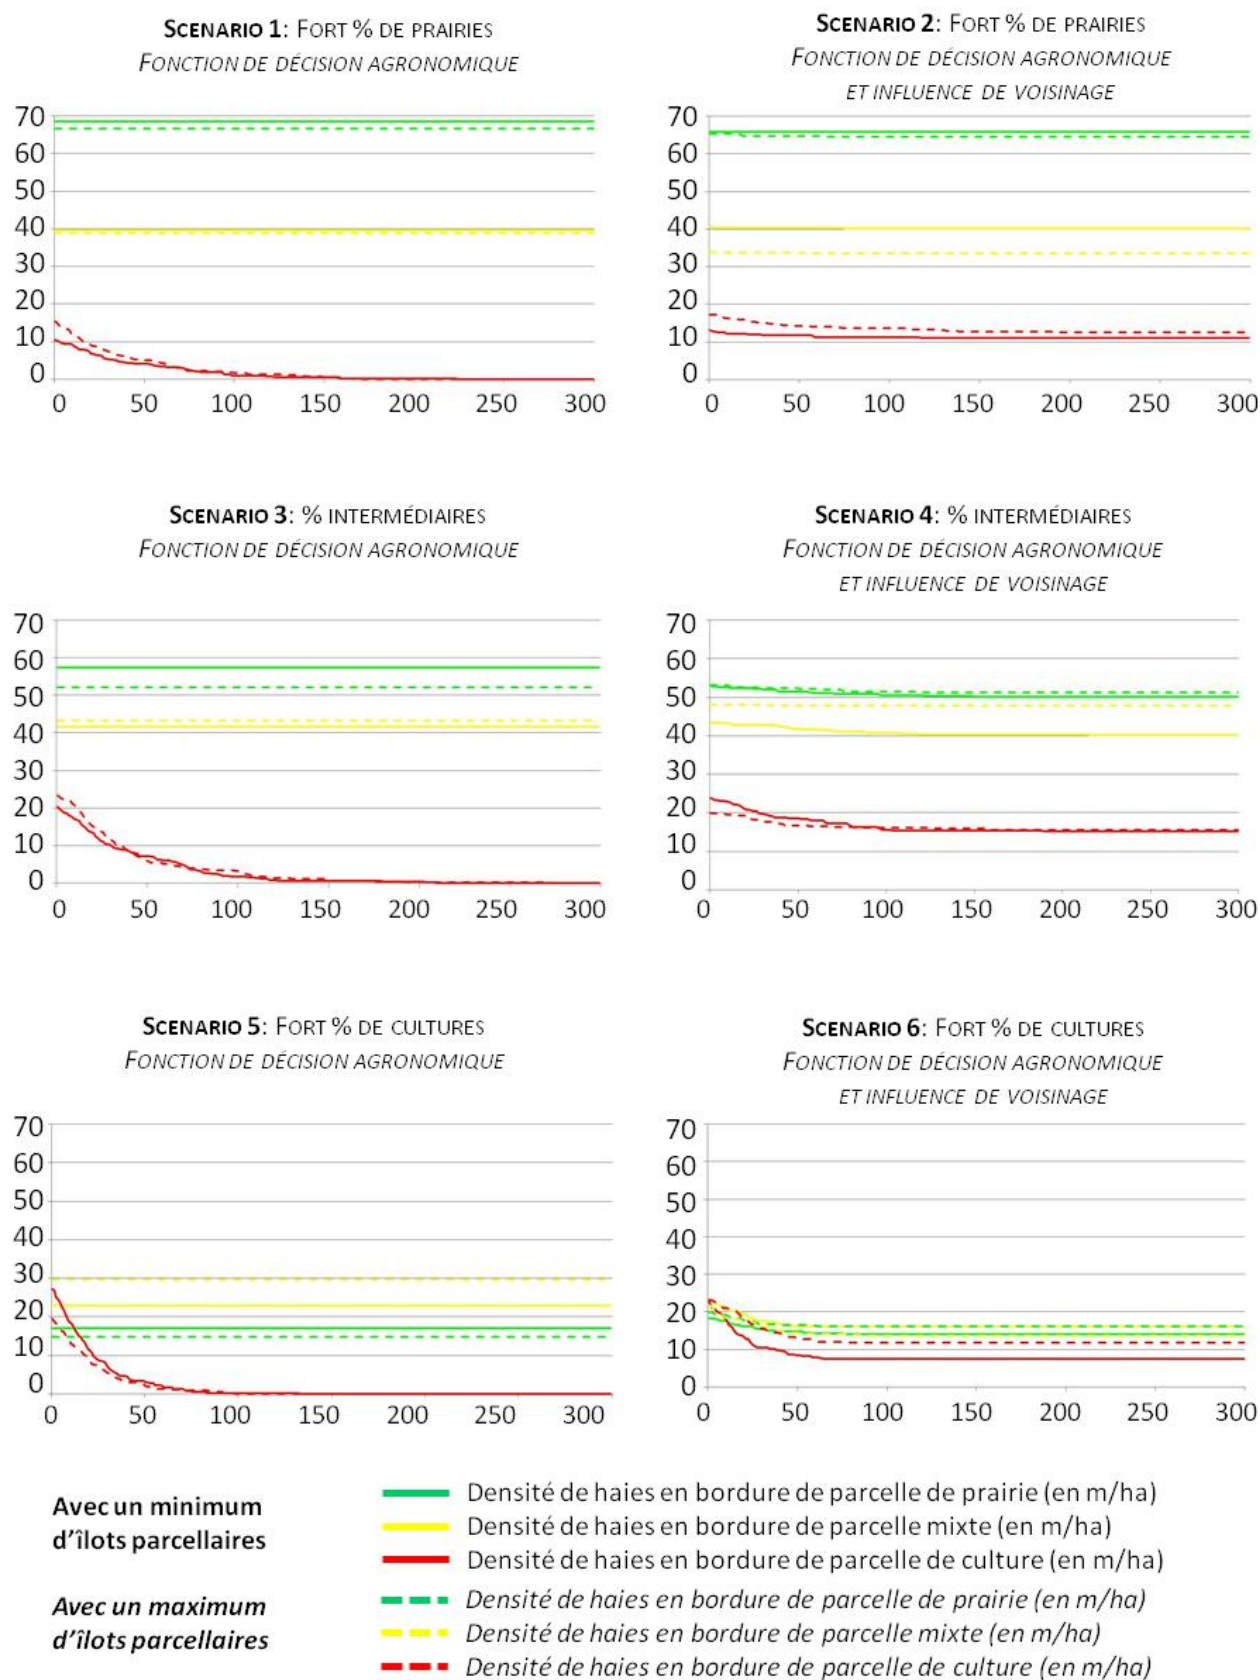 SCENARIO 1: FORT % DE PRAIRIES
FONCTION DE DÉCISION AGRONOMIQUE
70
60
50
40
30
20
10
0
0 50 100 150 200 250 300
SCENARIO 2: FORT % DE PRAIRIES
FONCTION DE DÉCISION AGRONOMIQUE
ET INFLUENCE DE VOISINAGE
70
60
50
40
30
20
10
0
0 50 100 150 200 250 300
SCENARIO 3: % INTERMÉDIAIRES
FONCTION DE DÉCISION AGRONOMIQUE
70
60
50
40
30
20
10
0
0 50 100 150 200 250 300
SCENARIO 4: % INTERMÉDIAIRES
FONCTION DE DÉCISION AGRONOMIQUE
ET INFLUENCE DE VOISINAGE
70
60
50
40
30
20
10
0
0 50 100 150 200 250 300
SCENARIO 5: FORT % DE CULTURES
FONCTION DE DÉCISION AGRONOMIQUE
70
60
50
40
30
20
10
0
0 50 100 150 200 250 300
SCENARIO 6: FORT % DE CULTURES
FONCTION DE DÉCISION AGRONOMIQUE
ET INFLUENCE DE VOISINAGE
70
60
50
40
30
20
10
0
0 50 100 150 200 250 300
Avec un minimum
d'îlots parcellaires
Densité de haies en bordure de parcelle de prairie (en m/ha)
Densité de haies en bordure de parcelle mixte (en m/ha)
Densité de haies en bordure de parcelle de culture (en m/ha)
Avec un maximum
d'îlots parcellaires
Densité de haies en bordure de parcelle de prairie (en m/ha)
Densité de haies en bordure de parcelle mixte (en m/ha)
Densité de haies en bordure de parcelle de culture (en m/ha)